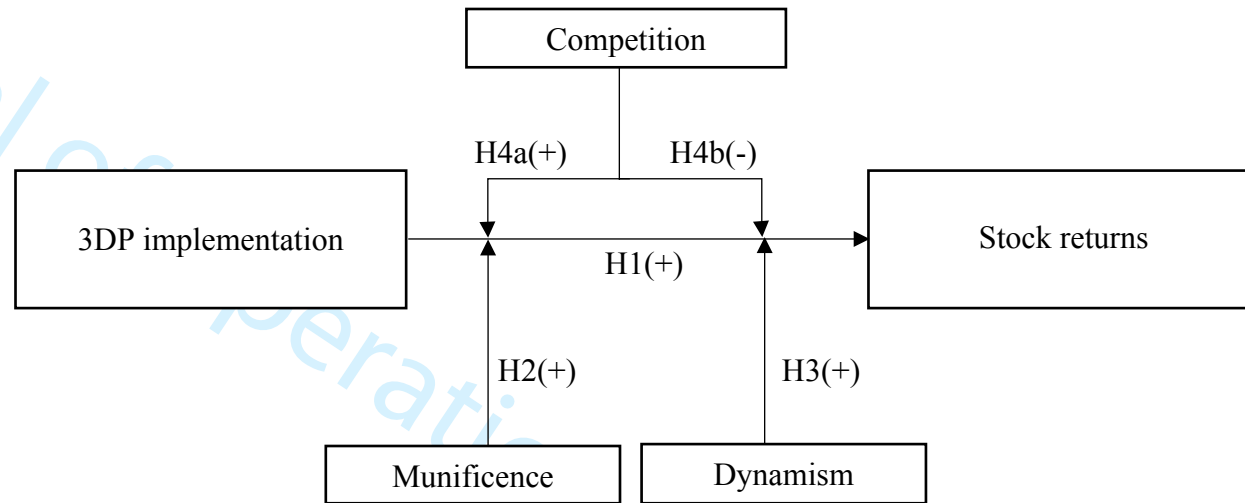 Competition
H4a(+)
H4b(-)
3DP implementation
Stock returns
H1(+)
H2(+)
H3(+)
Munificence
Dynamism